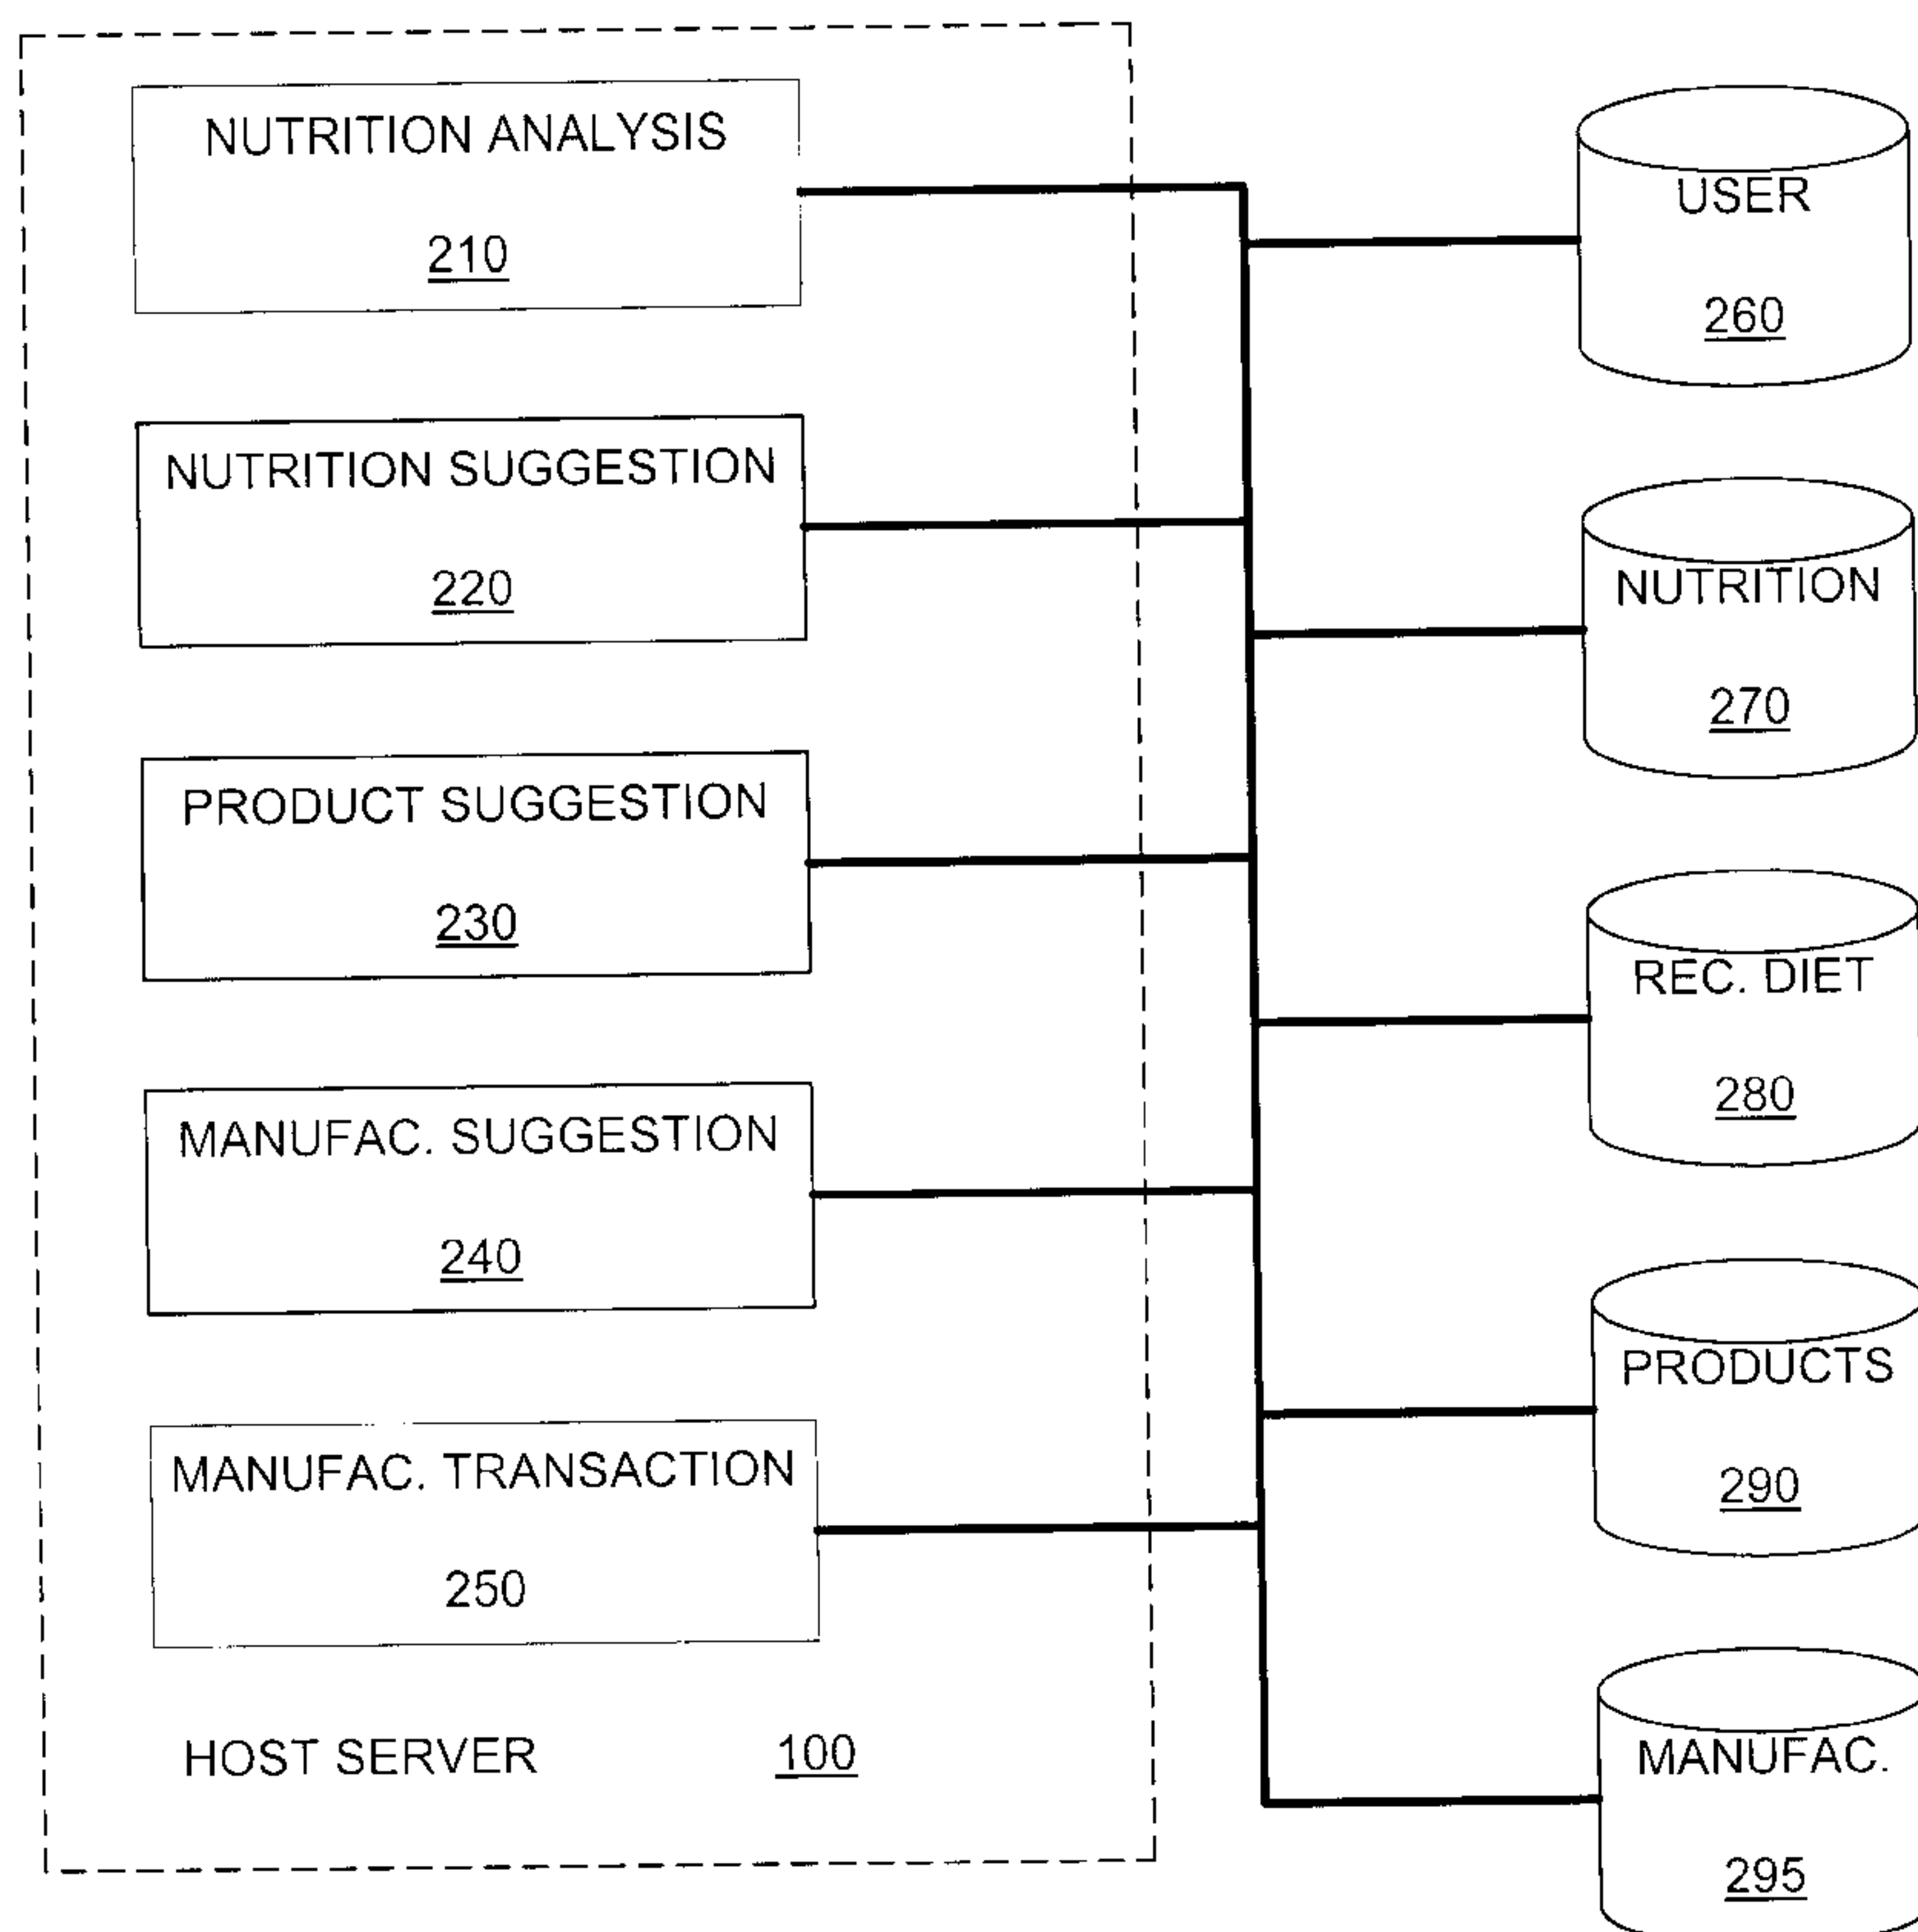 NUTRITION ANALYSIS
210
NUTRITION SUGGESTION
220
PRODUCT SUGGESTION
230
MANUFAC. SUGGESTION
240
MANUFAC. TRANSACTION
250
HOST SERVER 100
USER
260
NUTRITION
270
REC. DIET
280
PRODUCTS
290
MANUFAC.
295